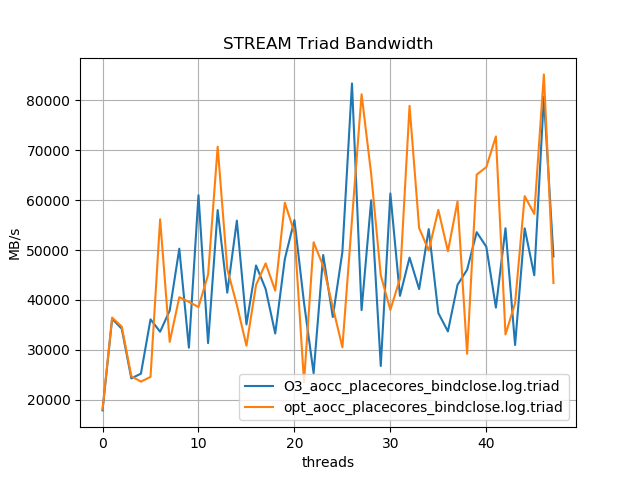 STREAM Triad Bandwidth
80000
70000
60000
50000
40000
30000
20000
MB/s
O3_aocc_placecores_bindclose.log.triad
opt_aocc_placecores_bindclose.log.triad
0 10 20 30 40
threads